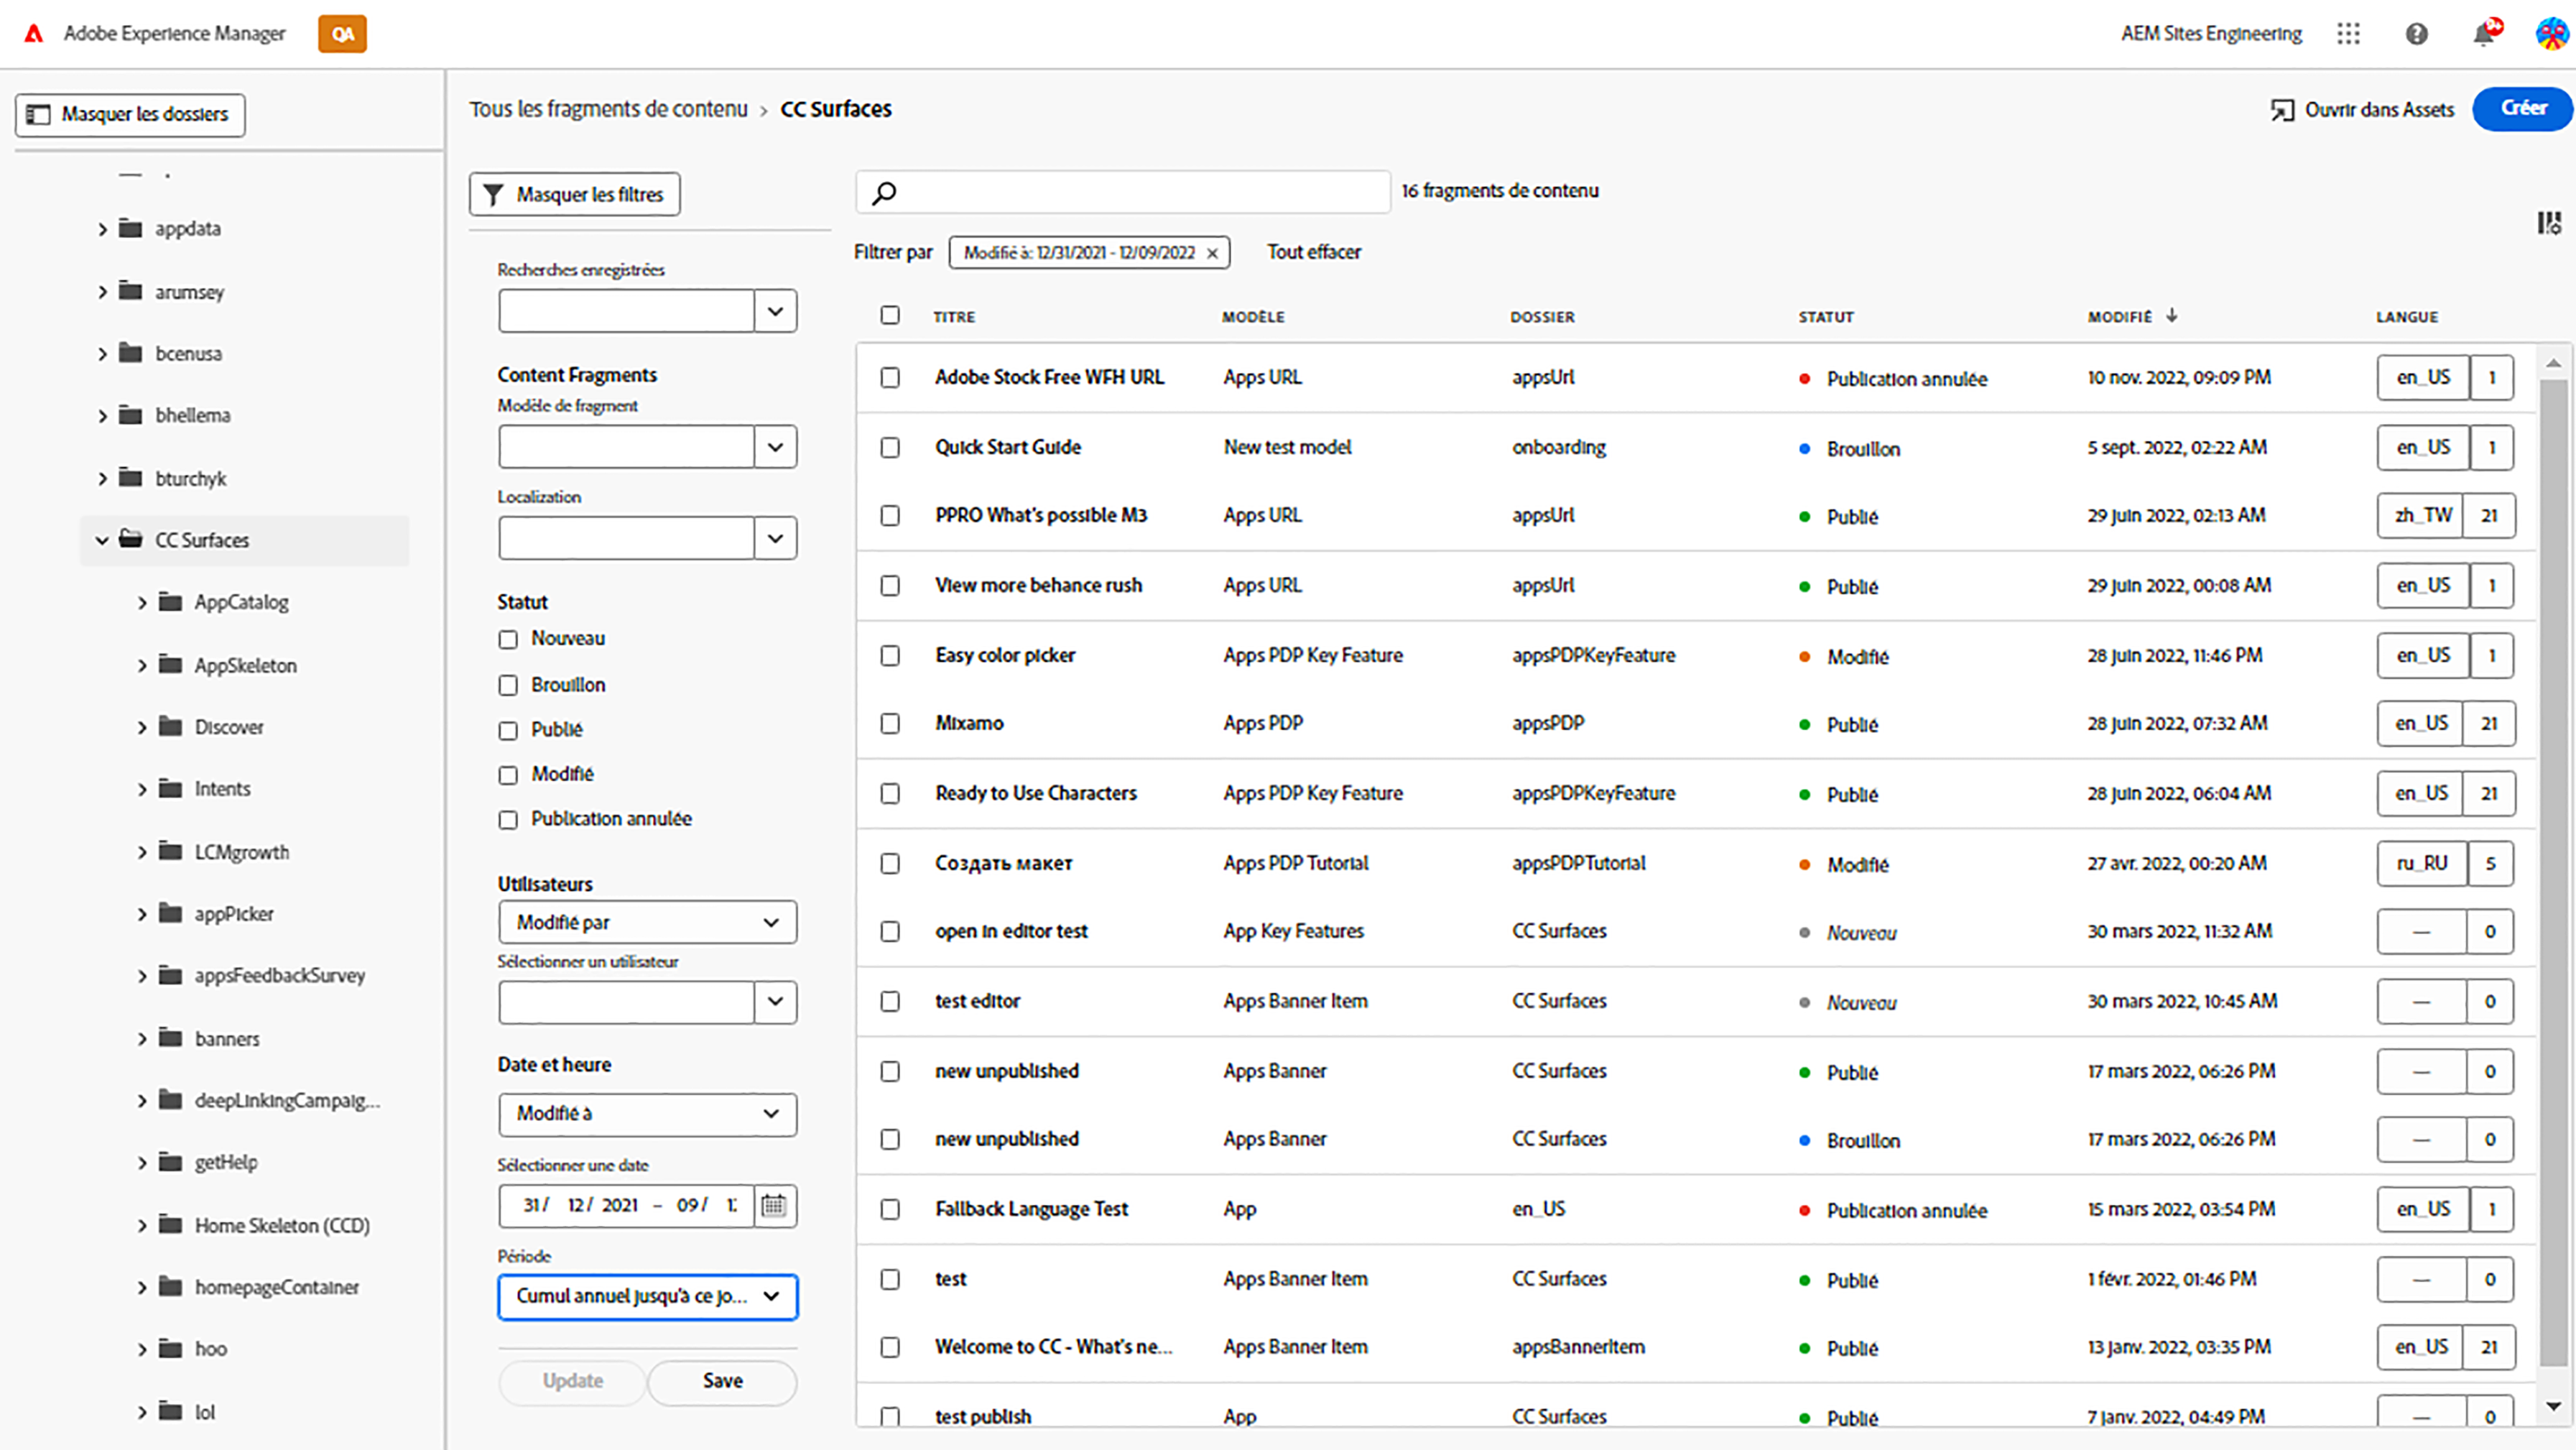 Adobe Experience Manager
QA
AEM Sites Engineering
9+
Masquer les dossiers
Tous les fragments de contenu › CC Surfaces
Ouvrir dans Assets
Créer
appdata
arumsey
bcenusa
bhellema
bturchyk
CC Surfaces
AppCatalog
AppSkeleton
Discover
Intents
LCMgrowth
appPicker
appsFeedbackSurvey
banners
deepLinkingCampaig...
getHelp
Home Skeleton (CCD)
homepageContainer
hoo
lol
Masquer les filtres
Recherches enregistrées
Content Fragments
Modèle de fragment
Localization
Statut
Nouveau
Brouillon
Publié
Modifié
Publication annulée
Utilisateurs
Modifié par
Sélectionner un utilisateur
Date et heure
Modifié à
Sélectionner une date
31/ 12/ 2021 – 09/
Période
Cumul annuel jusqu'à ce jo...
Update
Save
16 fragments de contenu
Filtrer par
Modifié à: 12/31/2021 - 12/09/2022 ×
Tout effacer
TITRE MODÈLE DOSSIER STATUT MODIFIÉ ↓ LANGUE
Adobe Stock Free WFH URL Apps URL appsUrl Publication annulée 10 nov. 2022, 09:09 PM en_US 1
Quick Start Guide New test model onboarding Brouillon 5 sept. 2022, 02:22 AM en_US 1
PPRO What's possible M3 Apps URL appsUrl Publié 29 juin 2022, 02:13 AM zh_TW 21
View more behance rush Apps URL appsUrl Publié 29 juin 2022, 00:08 AM en_US 1
Easy color picker Apps PDP Key Feature appsPDPKeyFeature Modifié 28 juin 2022, 11:46 PM en_US 1
Mixamo Apps PDP appsPDP Publié 28 juin 2022, 07:32 AM en_US 21
Ready to Use Characters Apps PDP Key Feature appsPDPKeyFeature Publié 28 juin 2022, 06:04 AM en_US 21
Создать макет Apps PDP Tutorial appsPDPTutorial Modifié 27 avr. 2022, 00:20 AM ru_RU 5
open in editor test App Key Features CC Surfaces Nouveau 30 mars 2022, 11:32 AM — 0
test editor Apps Banner Item CC Surfaces Nouveau 30 mars 2022, 10:45 AM — 0
new unpublished Apps Banner CC Surfaces Publié 17 mars 2022, 06:26 PM — 0
new unpublished Apps Banner CC Surfaces Brouillon 17 mars 2022, 06:26 PM — 0
Fallback Language Test App en_US Publication annulée 15 mars 2022, 03:54 PM en_US 1
test Apps Banner Item CC Surfaces Publié 1 févr. 2022, 01:46 PM — 0
Welcome to CC - What's ne... Apps Banner Item appsBannerItem Publié 13 janv. 2022, 03:35 PM en_US 21
test publish App CC Surfaces Publié 7 janv. 2022, 04:49 PM — 0